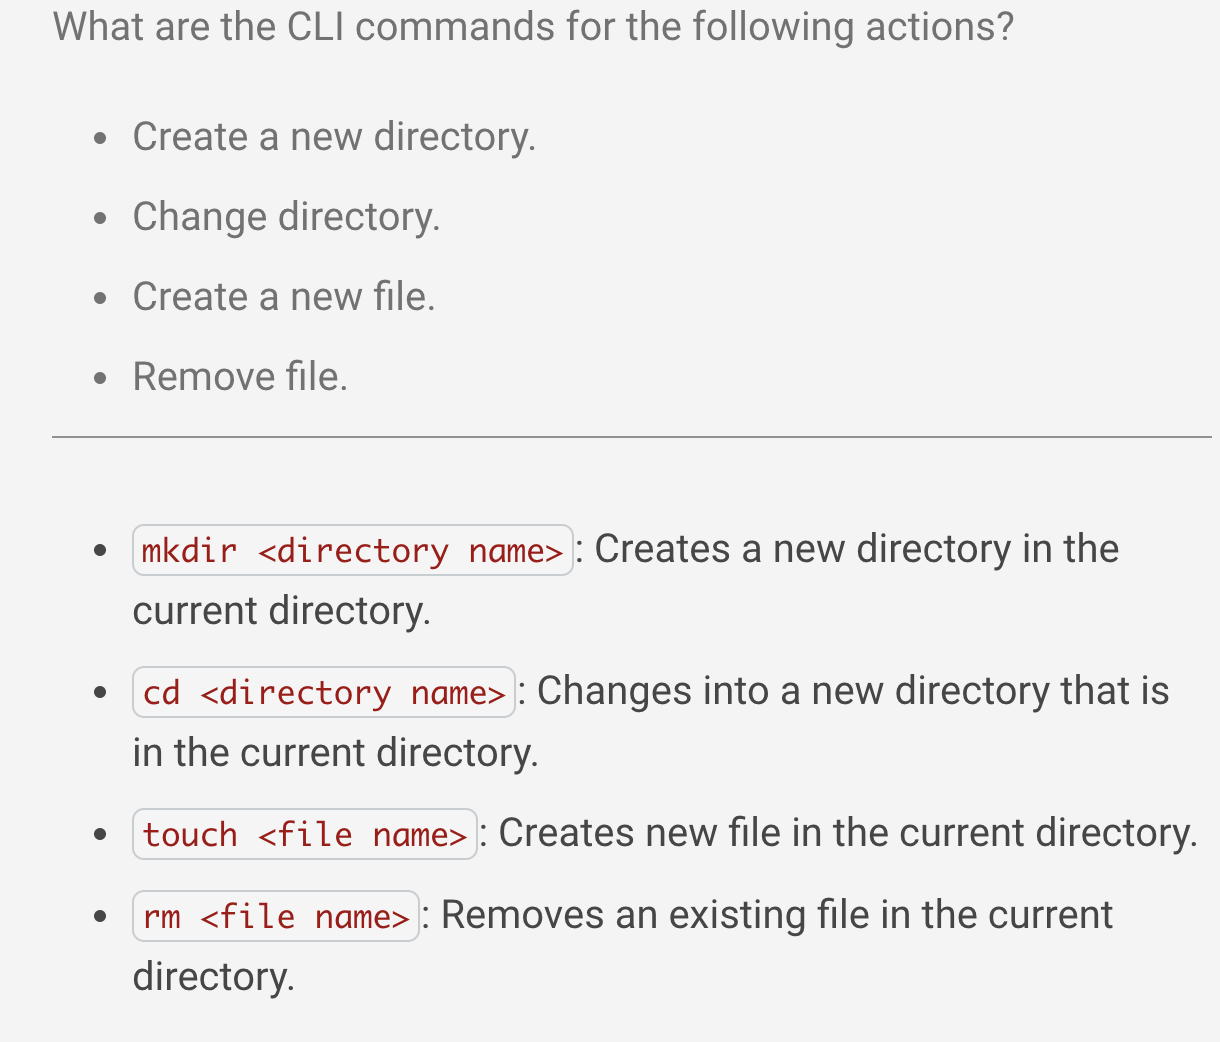 What are the CLI commands for the following actions?
• Create a new directory.
• Change directory.
• Create a new file.
• Remove file.
• mkdir <directory name>: Creates a new directory in the
current directory.
• cd <directory name>: Changes into a new directory that is
in the current directory.
• touch <file name>: Creates new file in the current directory.
• rm <file name>: Removes an existing file in the current
directory.